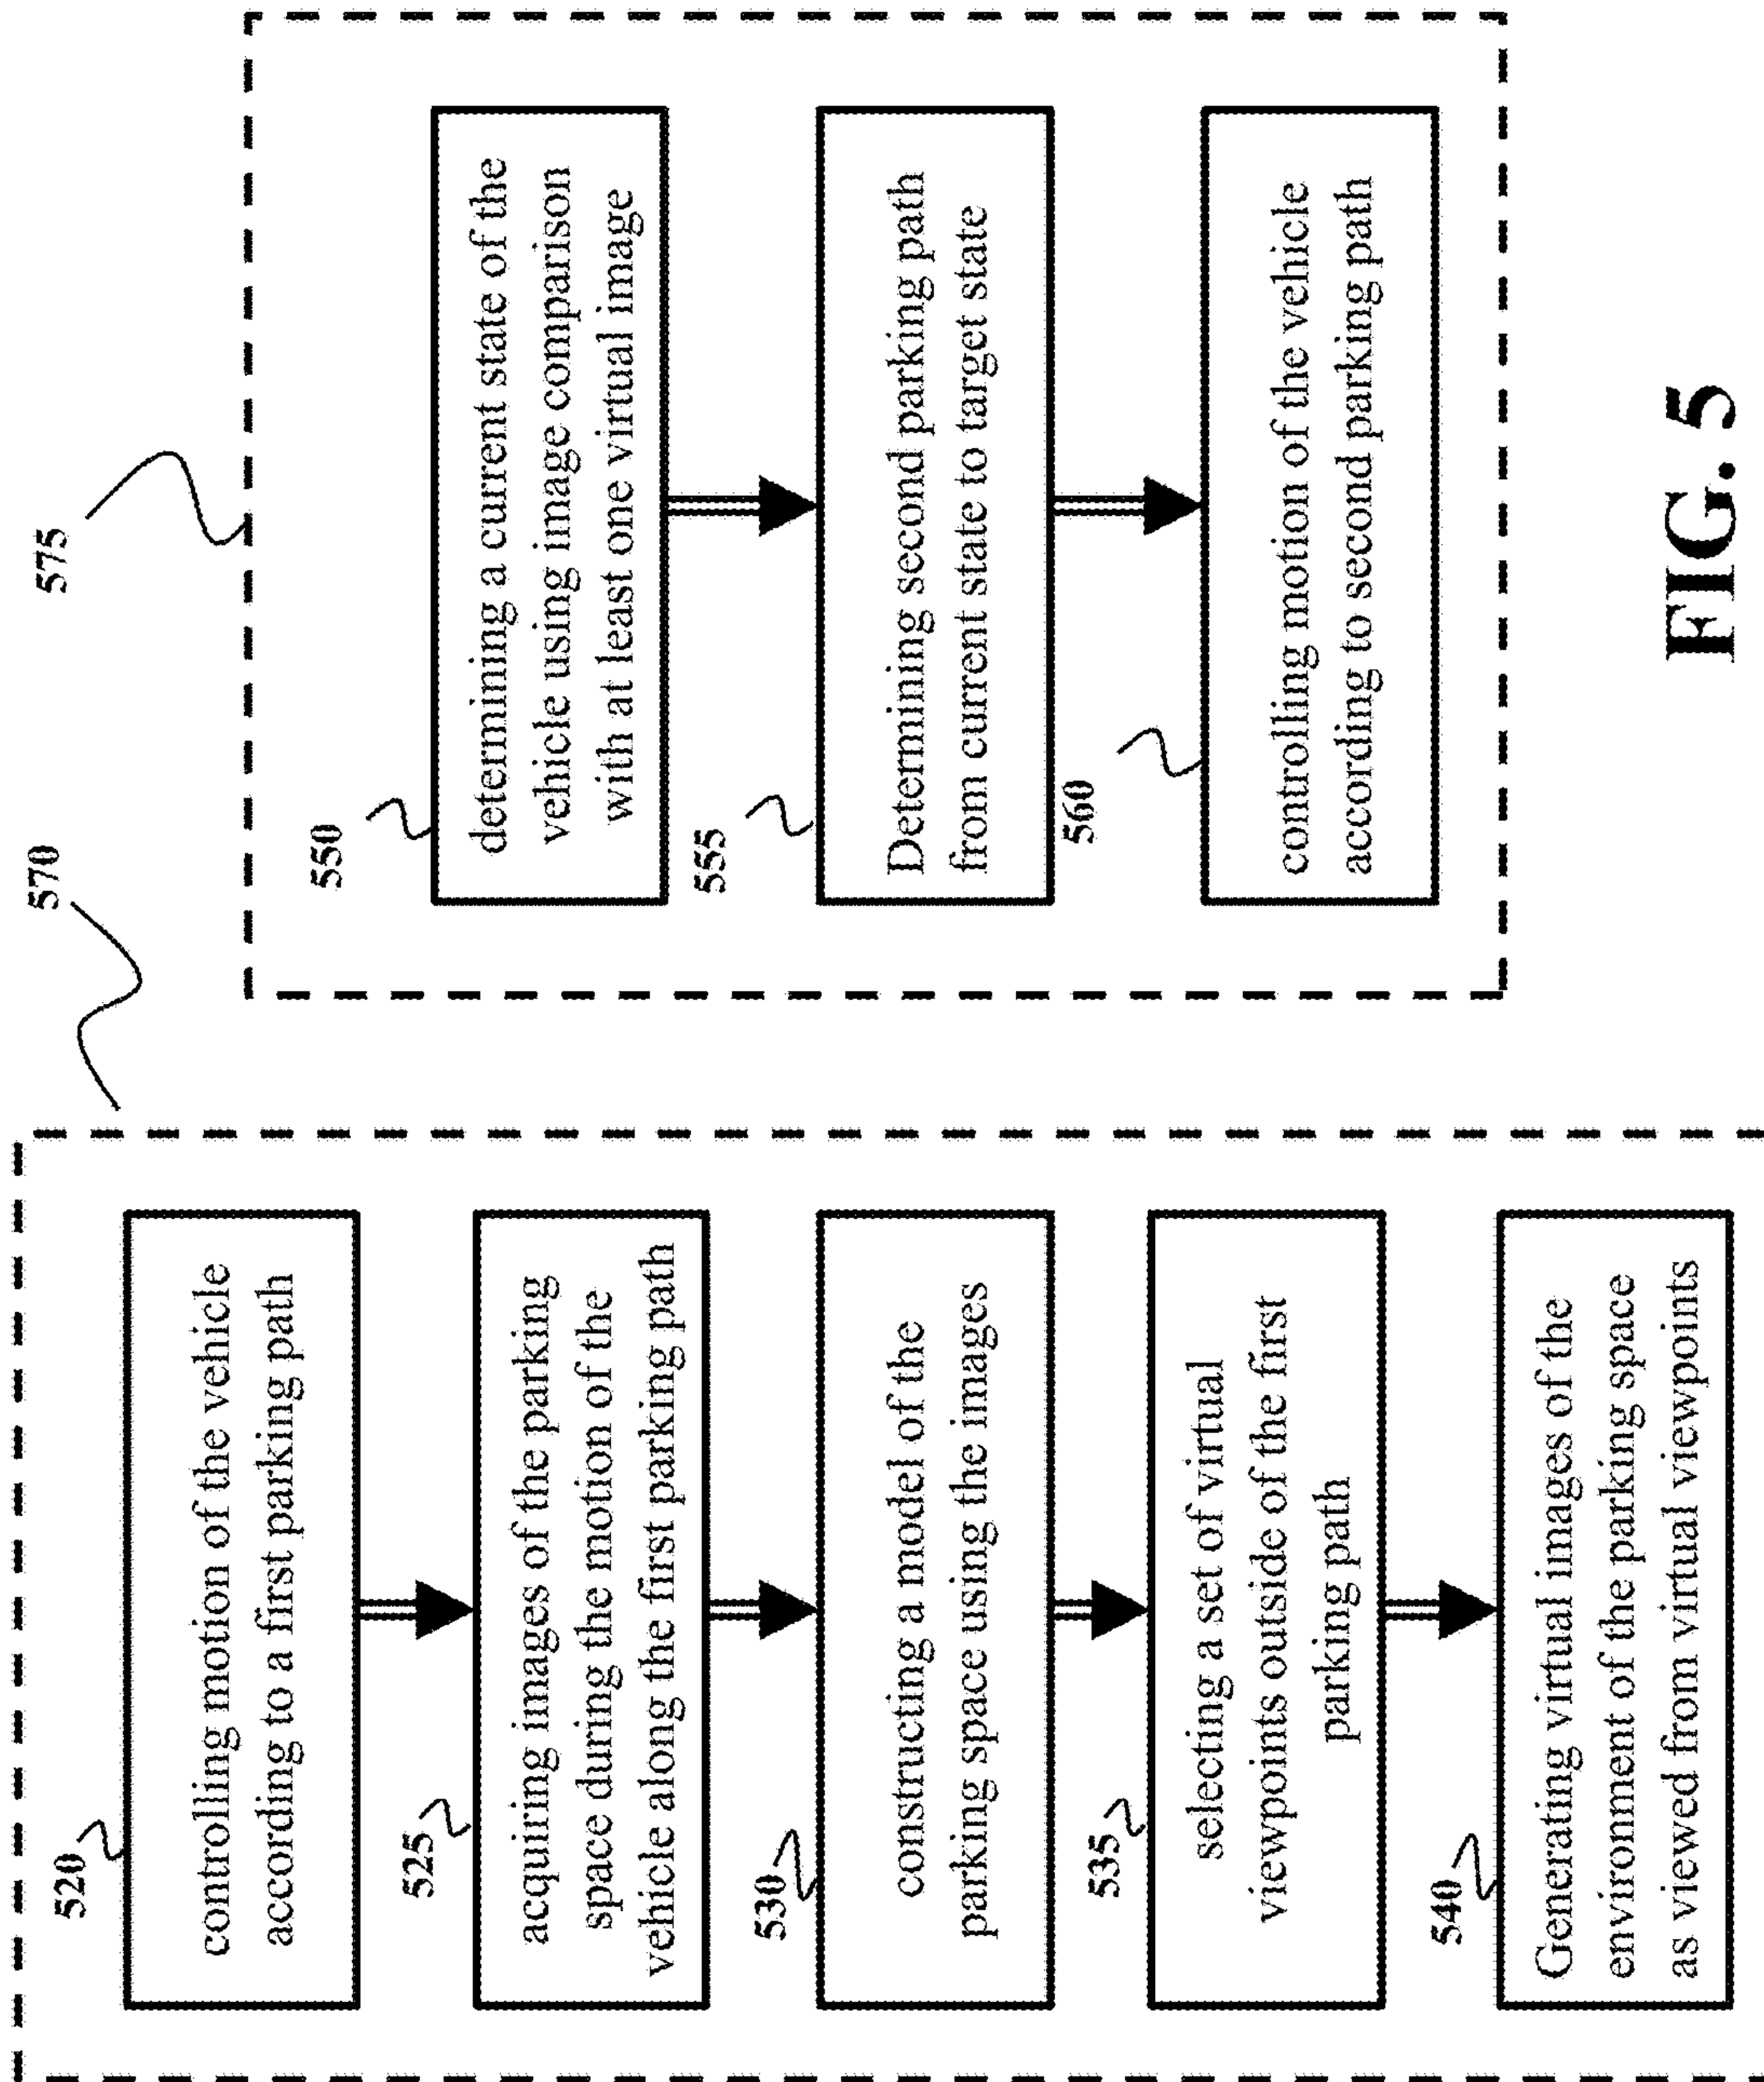 570
520
controlling motion of the vehicle
according to a first parking path
525
acquiring images of the parking
space during the motion of the
vehicle along the first parking path
530
constructing a model of the
parking space using the images
535
selecting a set of virtual
viewpoints outside of the first
parking path
540
Generating virtual images of the
environment of the parking space
as viewed from virtual viewpoints
575
550
determining a current state of the
vehicle using image comparison
with at least one virtual image
555
Determining second parking path
from current state to target state
560
controlling motion of the vehicle
according to second parking path
FIG. 5